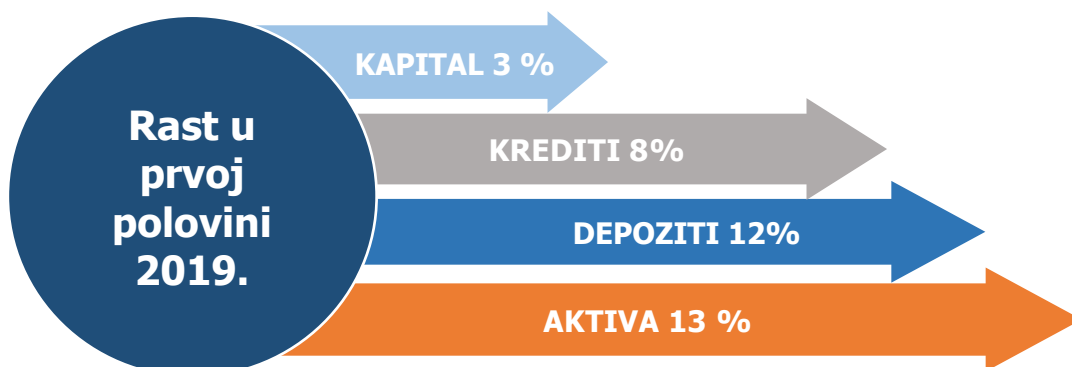 Rast u
prvoj
polovini
2019.
KAPITAL 3 %
KREDITI 8%
DEPOZITI 12%
AKTIVA 13 %